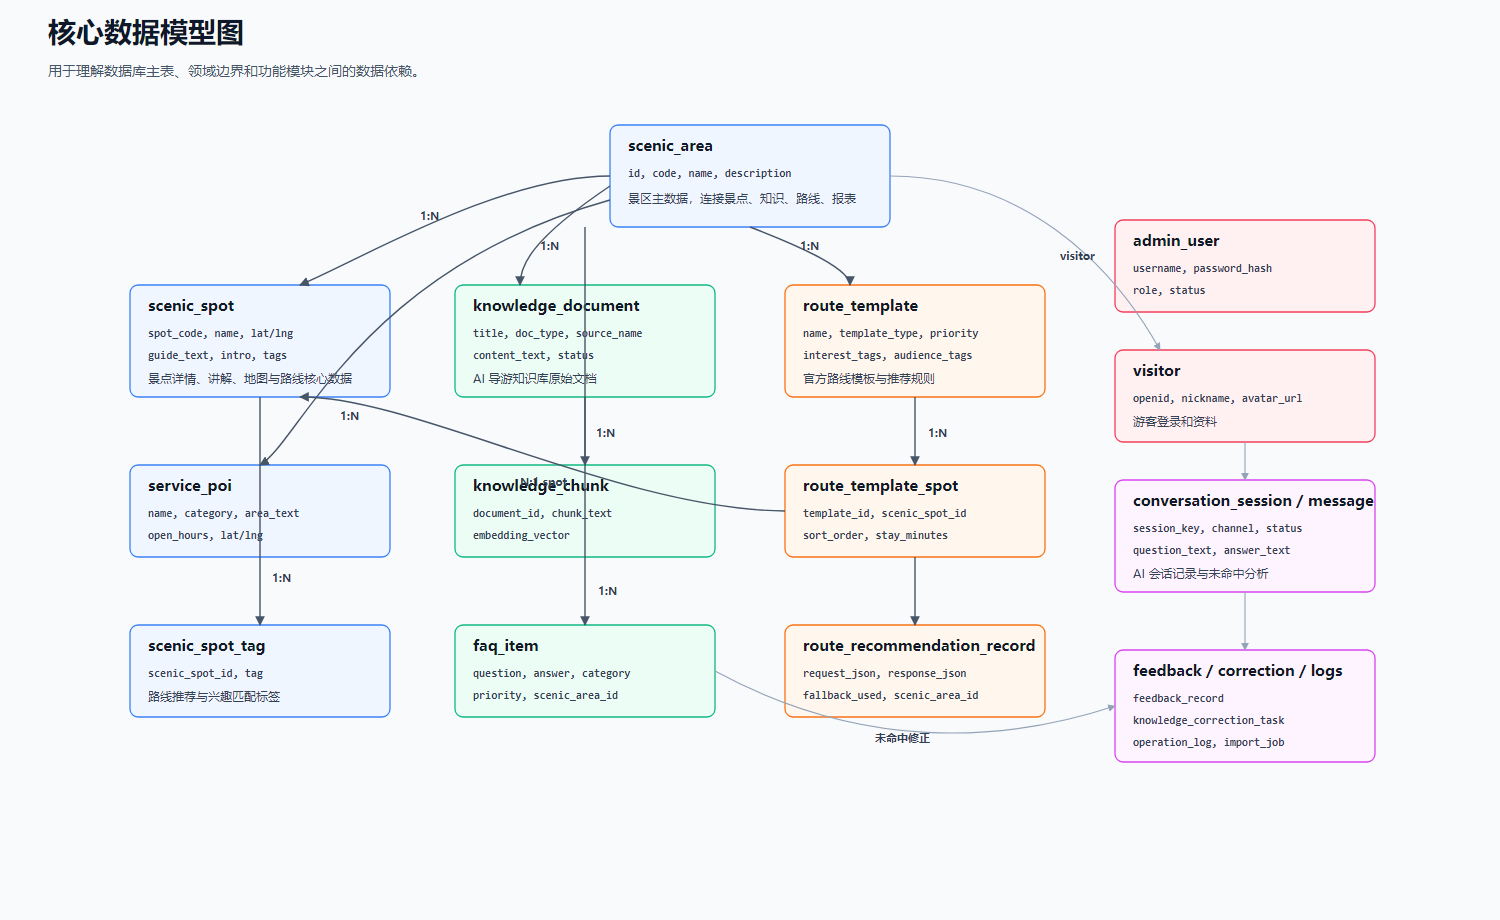 核心数据模型图
用于理解数据库主表、领域边界和功能模块之间的数据依赖。
scenic_area
id, code, name, description
景区主数据，连接景点、知识、路线、报表
1:N
1:N
1:N
visitor
admin_user
username, password_hash
role, status
scenic_spot
spot_code, name, lat/lng
guide_text, intro, tags
景点详情、讲解、地图与路线核心数据
knowledge_document
title, doc_type, source_name
content_text, status
AI 导游知识库原始文档
route_template
name, template_type, priority
interest_tags, audience_tags
官方路线模板与推荐规则
visitor
openid, nickname, avatar_url
游客登录和资料
1:N
1:N
1:N
service_poi
name, category, area_text
open_hours, lat/lng
knowledge_chunk
N:1 spot
document_id, chunk_text
embedding_vector
route_template_spot
template_id, scenic_spot_id
sort_order, stay_minutes
conversation_session / message
session_key, channel, status
question_text, answer_text
AI 会话记录与未命中分析
1:N
1:N
scenic_spot_tag
scenic_spot_id, tag
路线推荐与兴趣匹配标签
faq_item
question, answer, category
priority, scenic_area_id
route_recommendation_record
request_json, response_json
fallback_used, scenic_area_id
feedback / correction / logs
feedback_record
knowledge_correction_task
operation_log, import_job
未命中修正